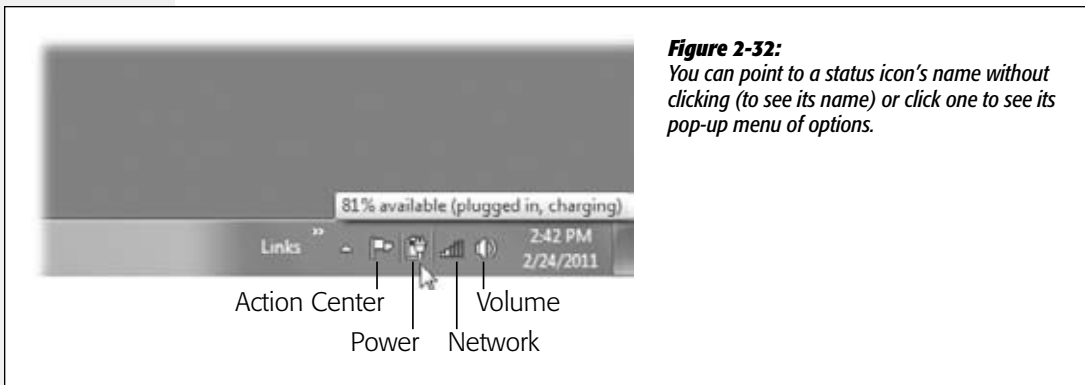 Figure 2-32:
You can point to a status icon's name without
clicking (to see its name) or click one to see its
pop-up menu of options.
81% available (plugged in, charging)
Links »
2:42 PM
2/24/2011
Action Center
Volume
Power
Network